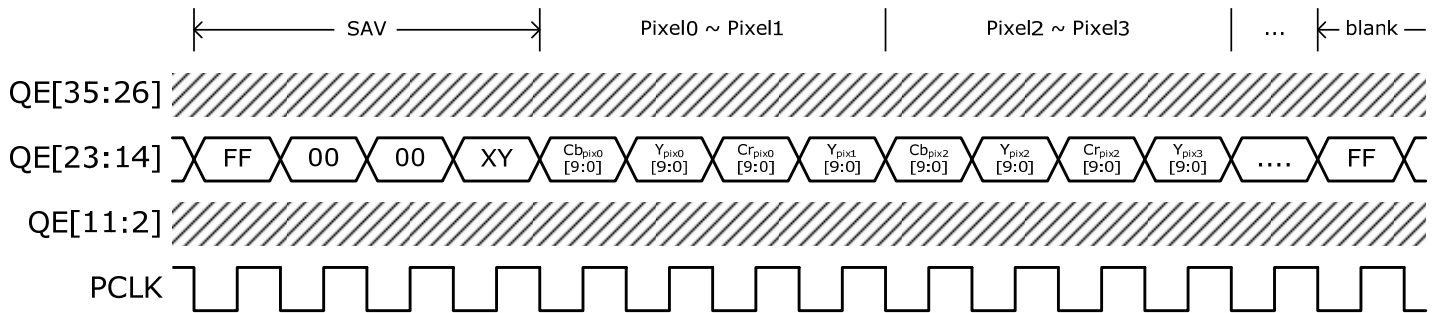 SAV Pixel0 ~ Pixel1 Pixel2 ~ Pixel3 ... blank
QE[35:26]
QE[23:14] FF 00 00 XY Cbpix0 [9:0] Ypix0 [9:0] Crpix0 [9:0] Ypix1 [9:0] Cbpix2 [9:0] Ypix2 [9:0] Crpix2 [9:0] Ypix3 [9:0] .... FF
QE[11:2]
PCLK